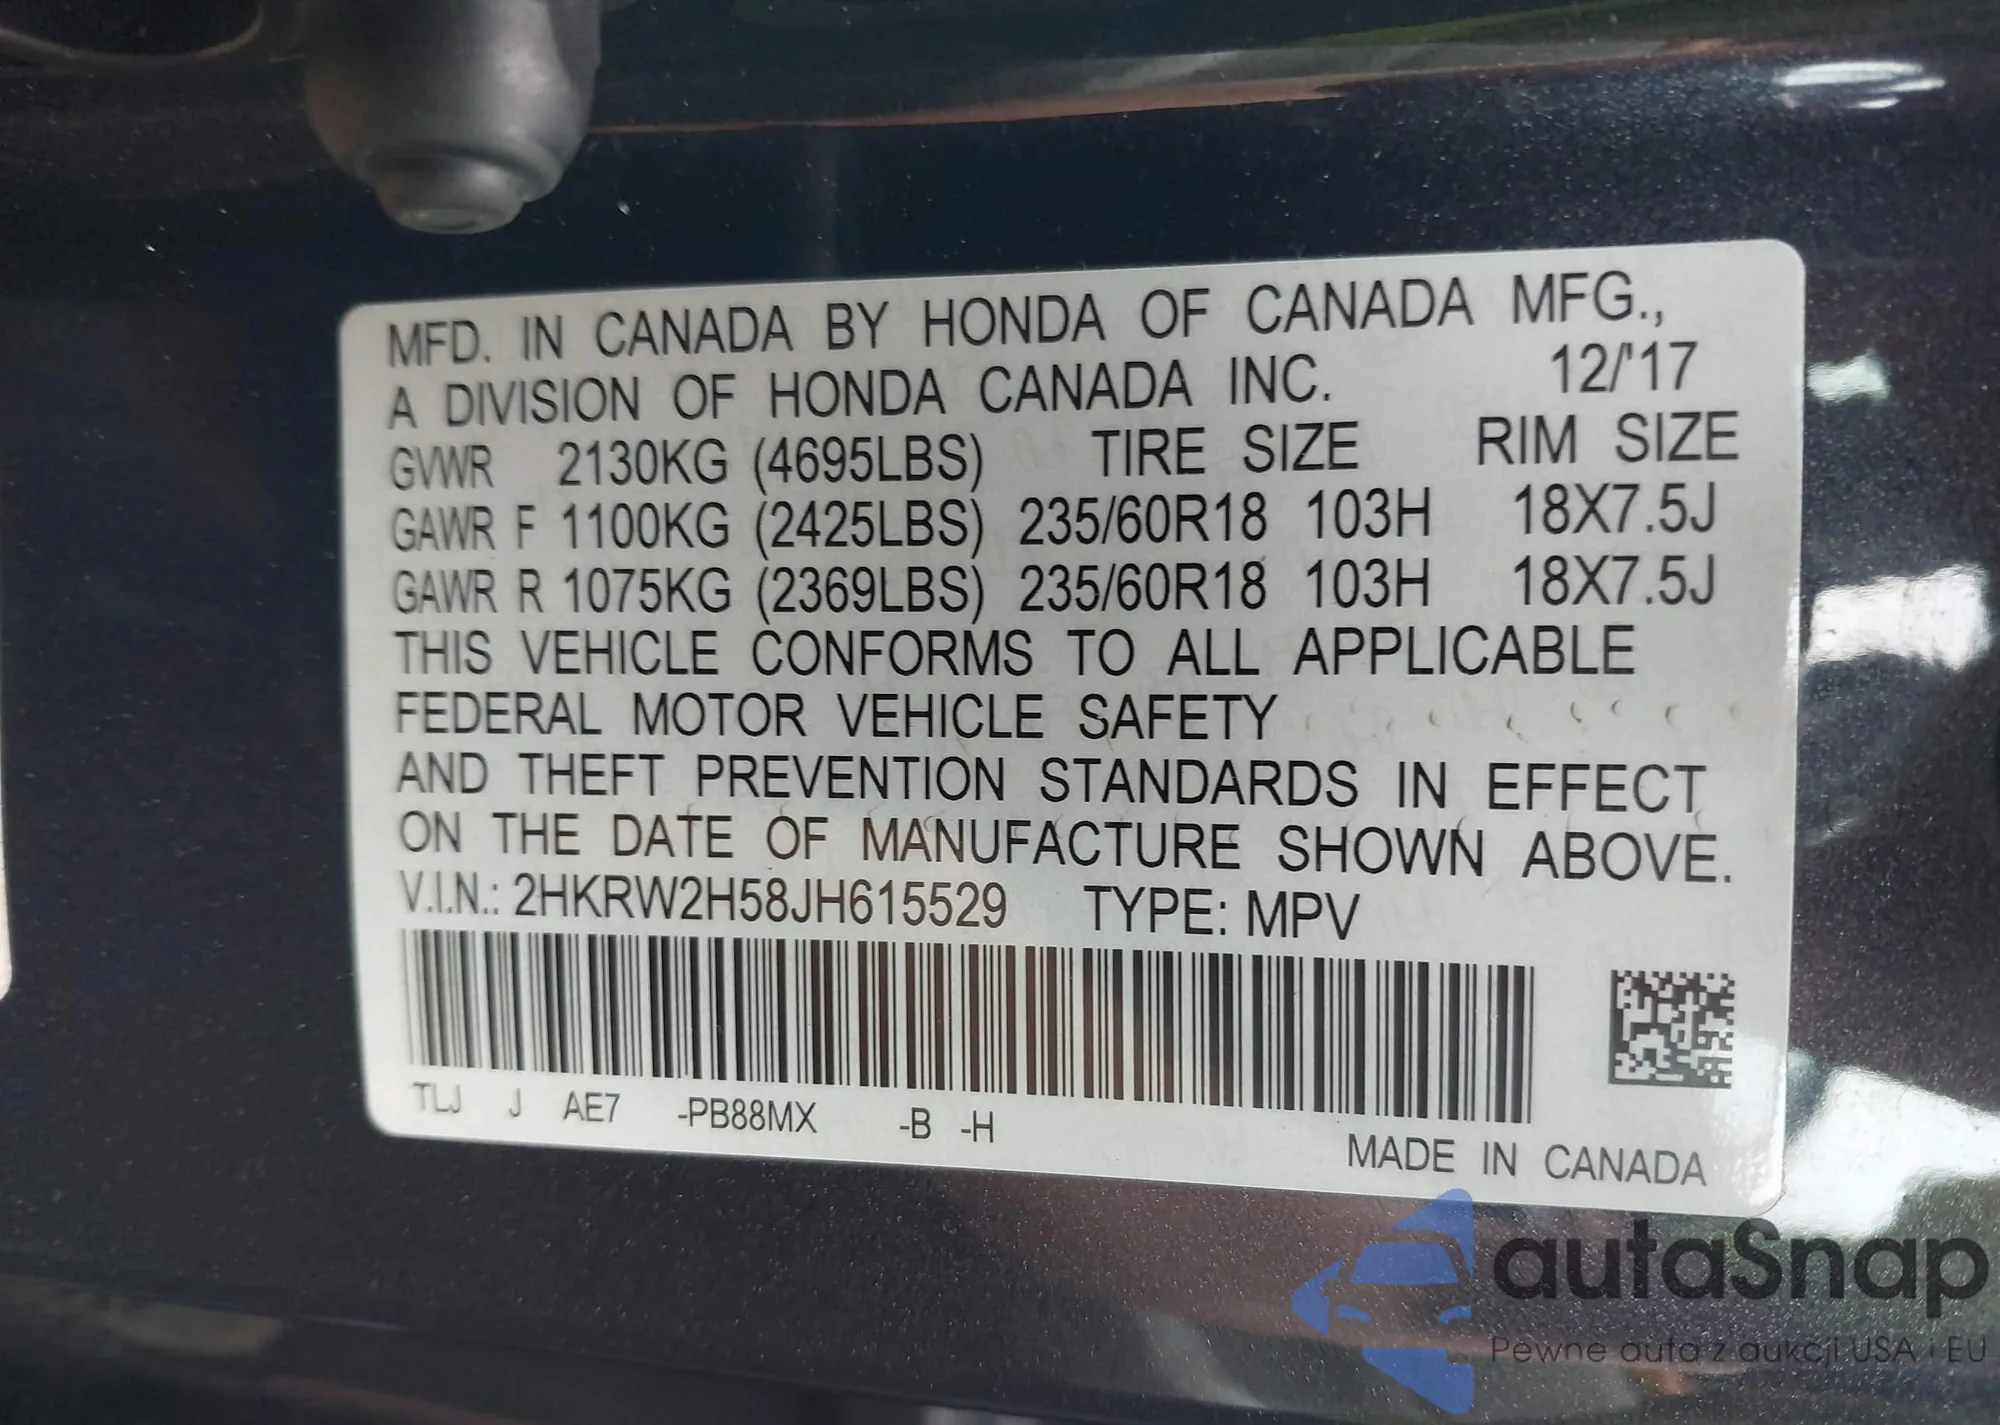 MFD. IN CANADA BY HONDA OF CANADA MFG.,
A DIVISION OF HONDA CANADA INC. 12/'17
GVWR 2130KG (4695LBS) TIRE SIZE RIM SIZE
GAWR F 1100KG (2425LBS) 235/60R18 103H 18X7.5J
GAWR R 1075KG (2369LBS) 235/60R18 103H 18X7.5J
THIS VEHICLE CONFORMS TO ALL APPLICABLE
FEDERAL MOTOR VEHICLE SAFETY
AND THEFT PREVENTION STANDARDS IN EFFECT
ON THE DATE OF MANUFACTURE SHOWN ABOVE.
V.I.N.: 2HKRW2H58JH615529 TYPE: MPV
TLJ J AE7 -PB88MX -B -H
MADE IN CANADA
autaSnap
Pewne auta z aukcji USA i EU